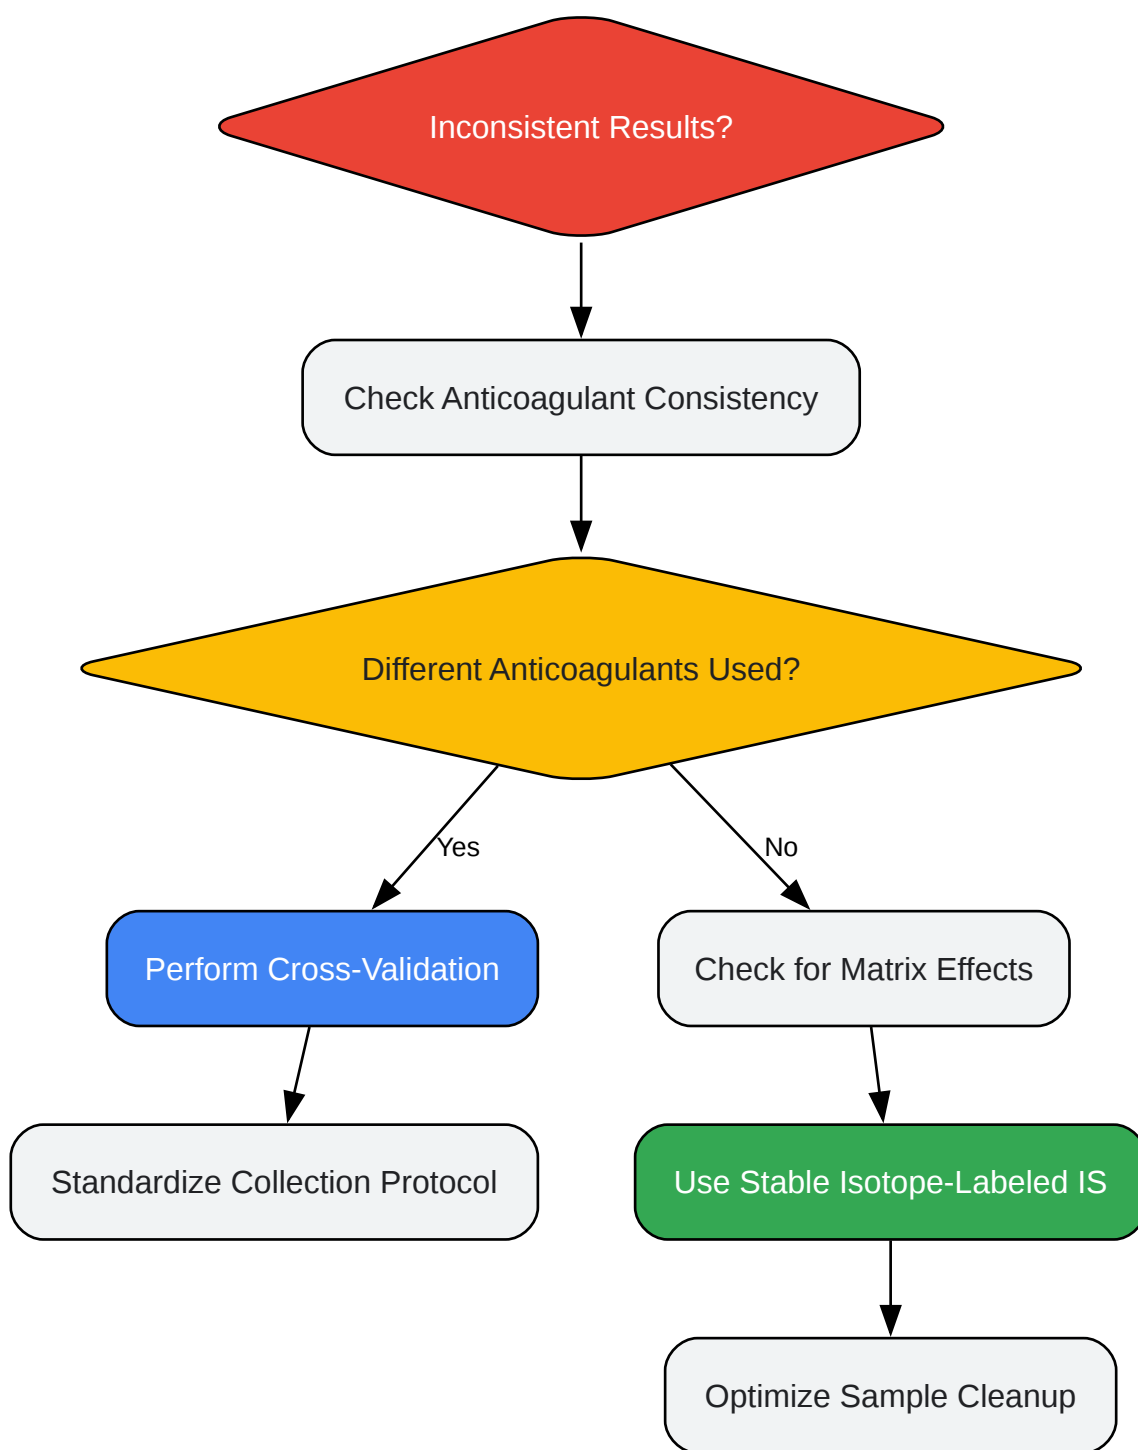 Inconsistent Results?
Check Anticoagulant Consistency
Different Anticoagulants Used?
Yes
No
Perform Cross-Validation
Check for Matrix Effects
Standardize Collection Protocol
Use Stable Isotope-Labeled IS
Optimize Sample Cleanup